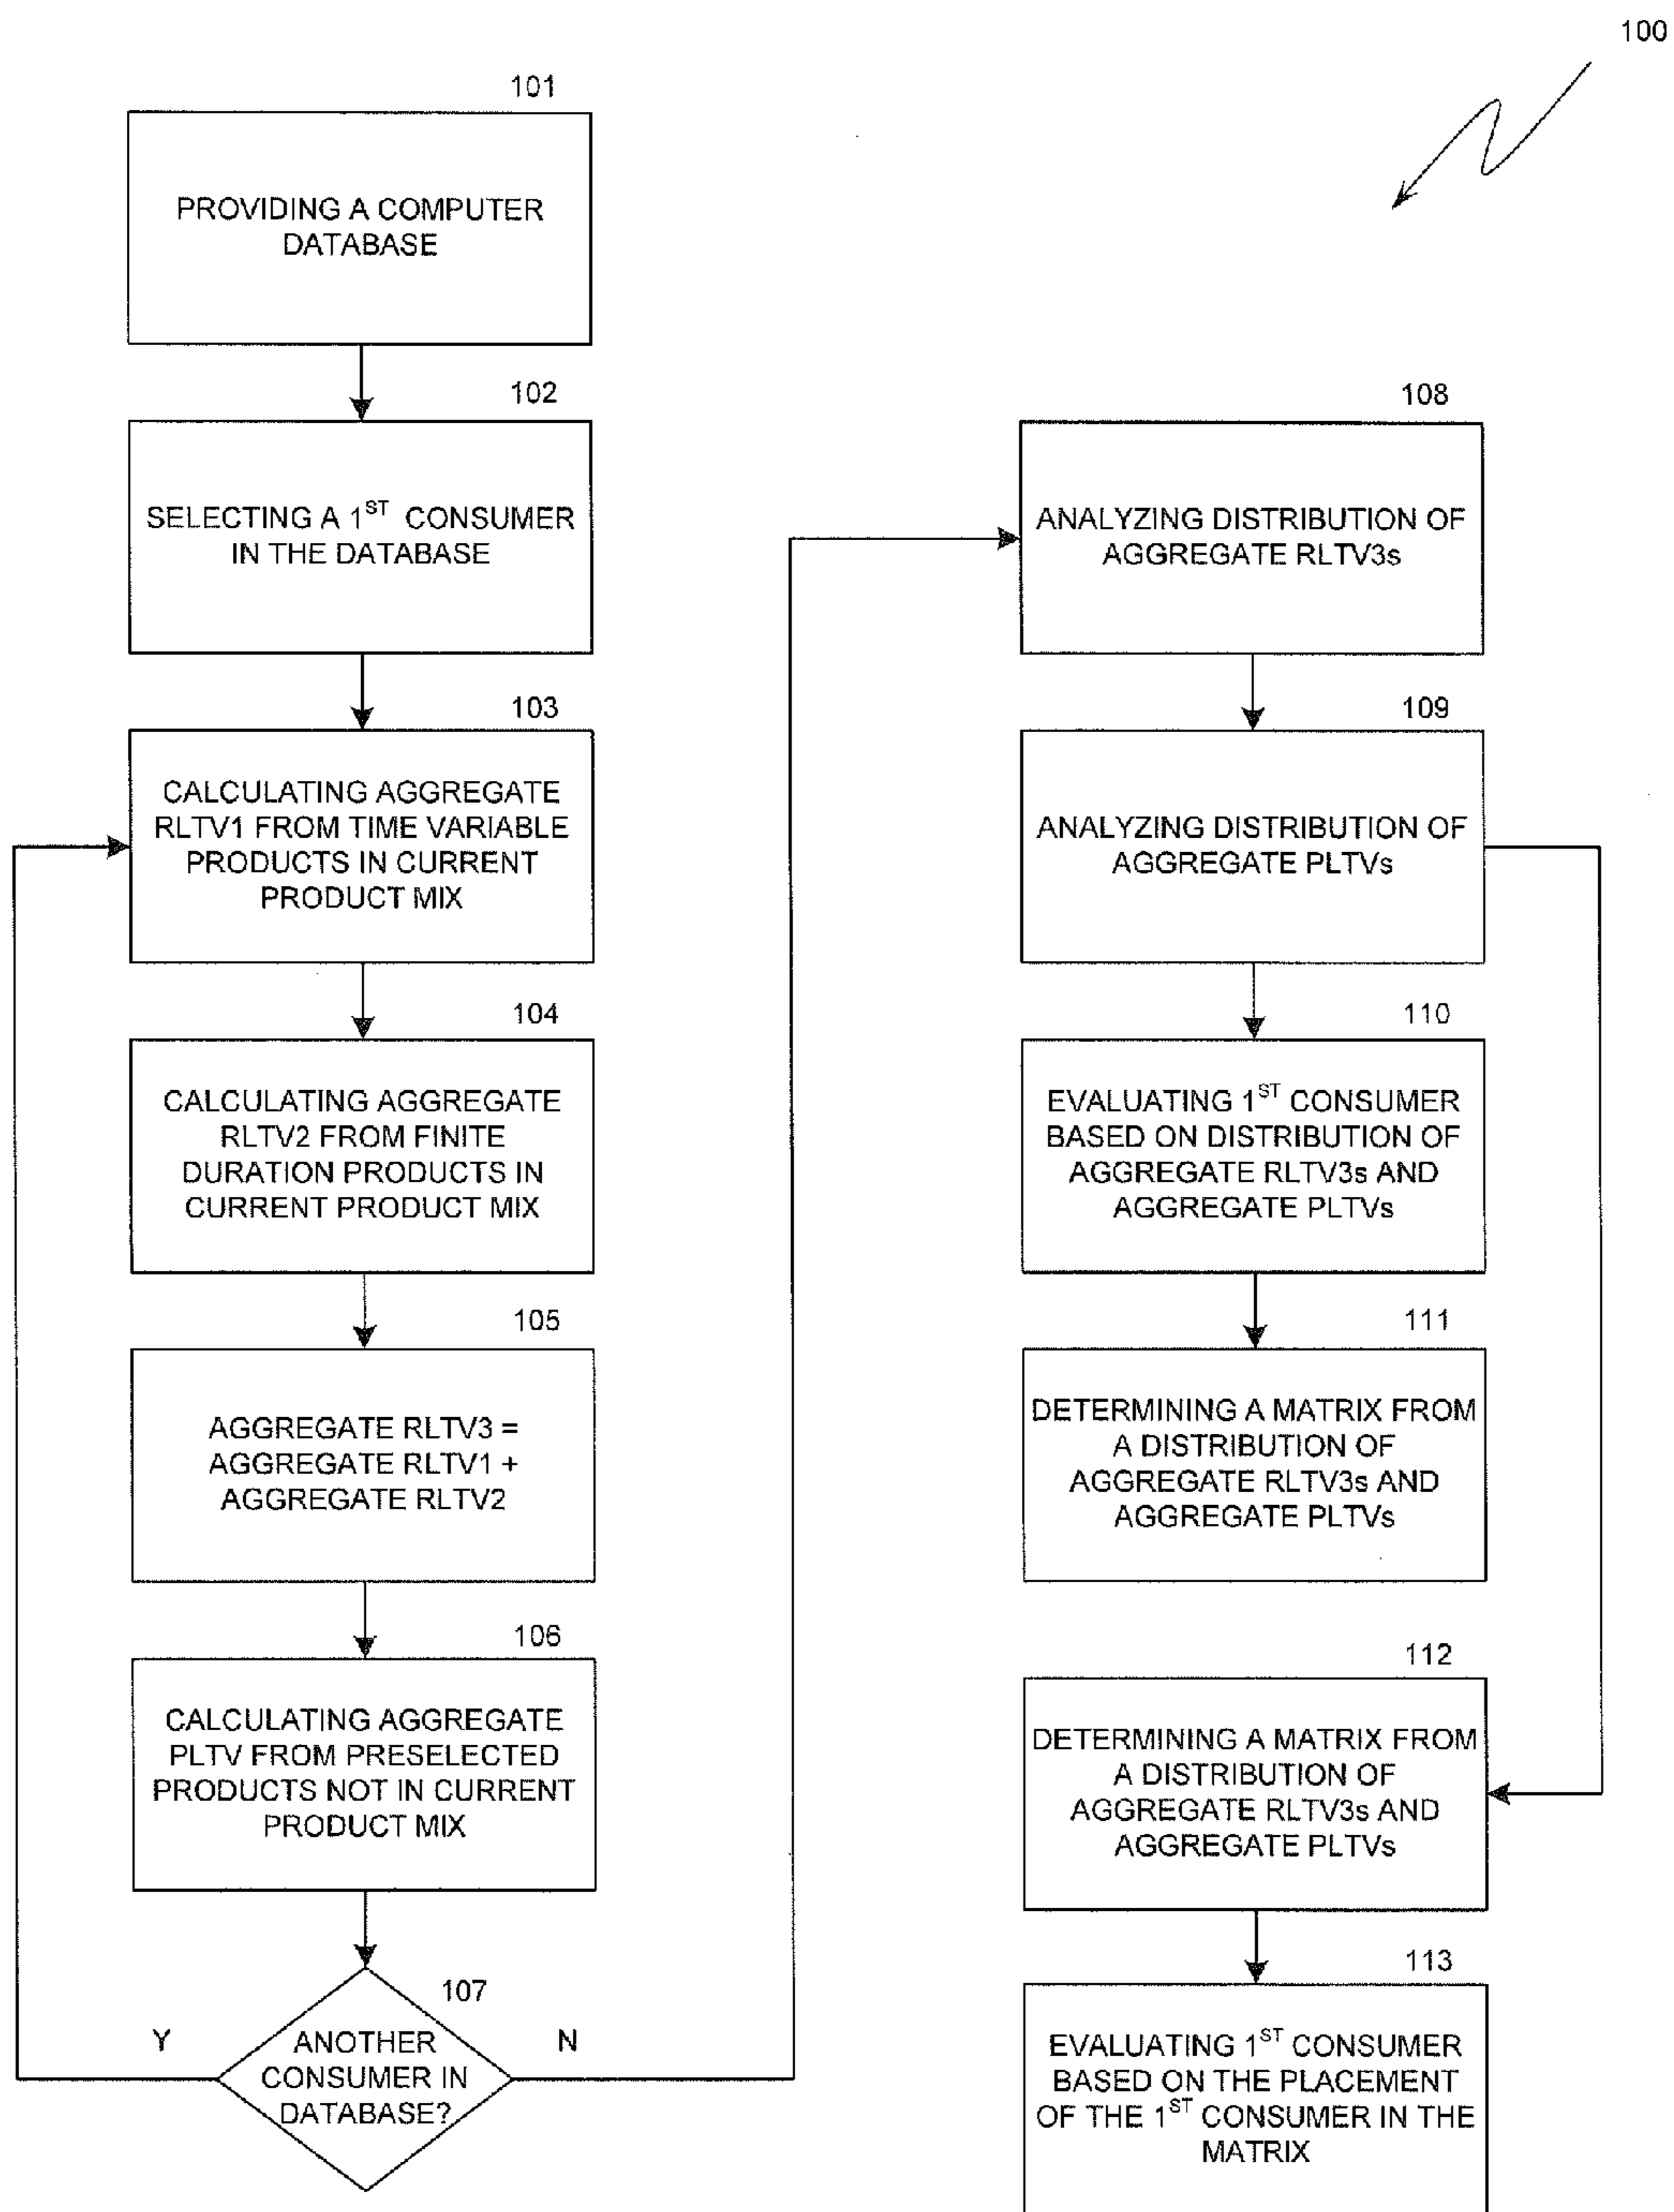 100
101
PROVIDING A COMPUTER
DATABASE
102
SELECTING A 1ST CONSUMER
IN THE DATABASE
103
CALCULATING AGGREGATE
RLTV1 FROM TIME VARIABLE
PRODUCTS IN CURRENT
PRODUCT MIX
104
CALCULATING AGGREGATE
RLTV2 FROM FINITE
DURATION PRODUCTS IN
CURRENT PRODUCT MIX
105
AGGREGATE RLTV3 =
AGGREGATE RLTV1 +
AGGREGATE RLTV2
106
CALCULATING AGGREGATE
PLTV FROM PRESELECTED
PRODUCTS NOT IN CURRENT
PRODUCT MIX
107
Y
N
ANOTHER
CONSUMER IN
DATABASE?
108
ANALYZING DISTRIBUTION OF
AGGREGATE RLTV3s
109
ANALYZING DISTRIBUTION OF
AGGREGATE PLTVs
110
EVALUATING 1ST CONSUMER
BASED ON DISTRIBUTION OF
AGGREGATE RLTV3s AND
AGGREGATE PLTVs
111
DETERMINING A MATRIX FROM
A DISTRIBUTION OF
AGGREGATE RLTV3s AND
AGGREGATE PLTVs
112
DETERMINING A MATRIX FROM
A DISTRIBUTION OF
AGGREGATE RLTV3s AND
AGGREGATE PLTVs
113
EVALUATING 1ST CONSUMER
BASED ON THE PLACEMENT
OF THE 1ST CONSUMER IN THE
MATRIX